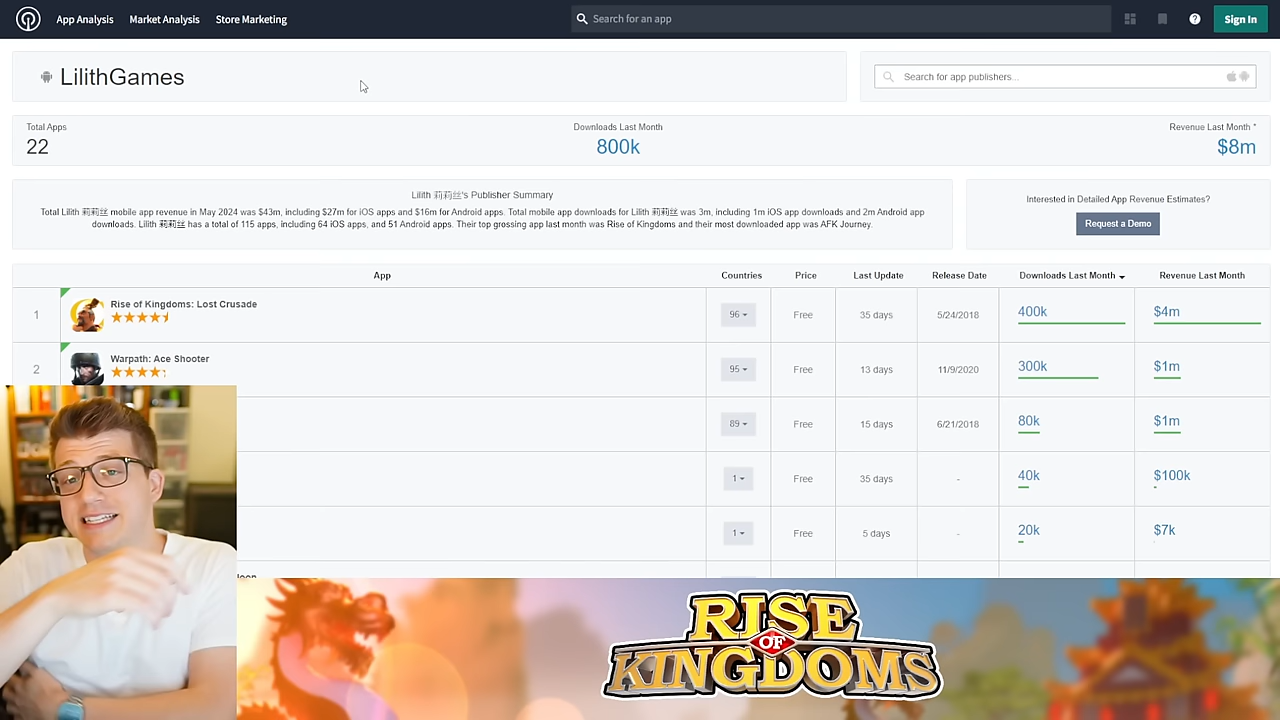 App Analysis
Market Analysis
Store Marketing
Search for an app
?
Sign In
LilithGames
Search for app publishers...
Total Apps
Downloads Last Month
Revenue Last Month *
22
800k
$8m
Lilith 莉莉丝's Publisher Summary
Total Lilith 莉莉丝 mobile app revenue in May 2024 was $43m, including $27m for iOS apps and $16m for Android apps. Total mobile app downloads for Lilith 莉莉丝 was 3m, including 1m iOS app downloads and 2m Android app
downloads. Lilith 莉莉丝 has a total of 115 apps, including 64 iOS apps, and 51 Android apps. Their top grossing app last month was Rise of Kingdoms and their most downloaded app was AFK Journey.
Interested in Detailed App Revenue Estimates?
Request a Demo
App
Countries
Price
Last Update
Release Date
Downloads Last Month
Revenue Last Month
1
Rise of Kingdoms: Lost Crusade
96
Free
35 days
5/24/2018
400k
$4m
2
Warpath: Ace Shooter
95
Free
13 days
11/9/2020
300k
$1m
89
Free
15 days
6/21/2018
80k
$1m
1
Free
35 days
-
40k
$100k
1
Free
5 days
-
20k
$7k
RISE
OF
KINGDOMS